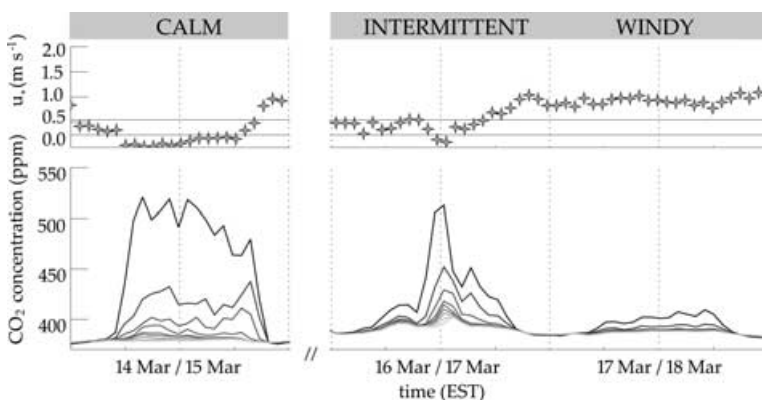 CALM
INTERMITTENT
WINDY
u* (m s⁻¹)
2.0
1.5
1.0
0.5
0.0
CO₂ concentration (ppm)
550
500
450
400
14 Mar / 15 Mar
//
16 Mar / 17 Mar
17 Mar / 18 Mar
time (EST)